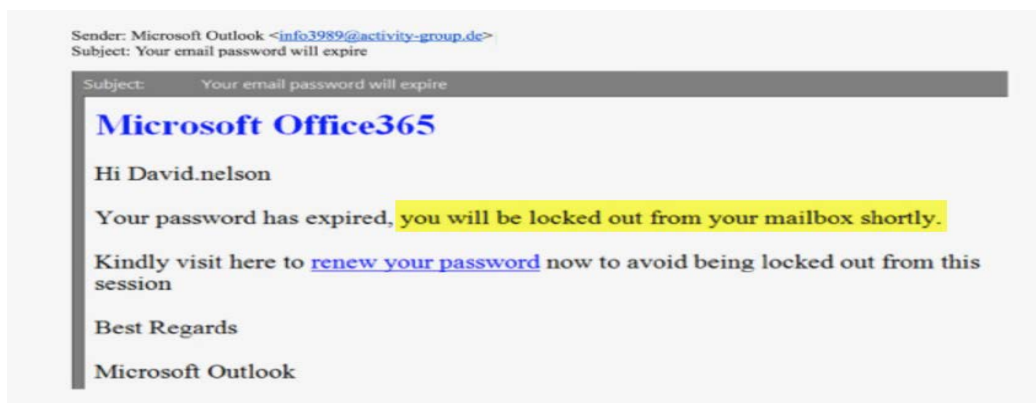 Sender: Microsoft Outlook <info3989@activity-group.de>
Subject: Your email password will expire
Subject: Your email password will expire
Microsoft Office365
Hi David.nelson
Your password has expired, you will be locked out from your mailbox shortly.
Kindly visit here to renew your password now to avoid being locked out from this
session
Best Regards
Microsoft Outlook